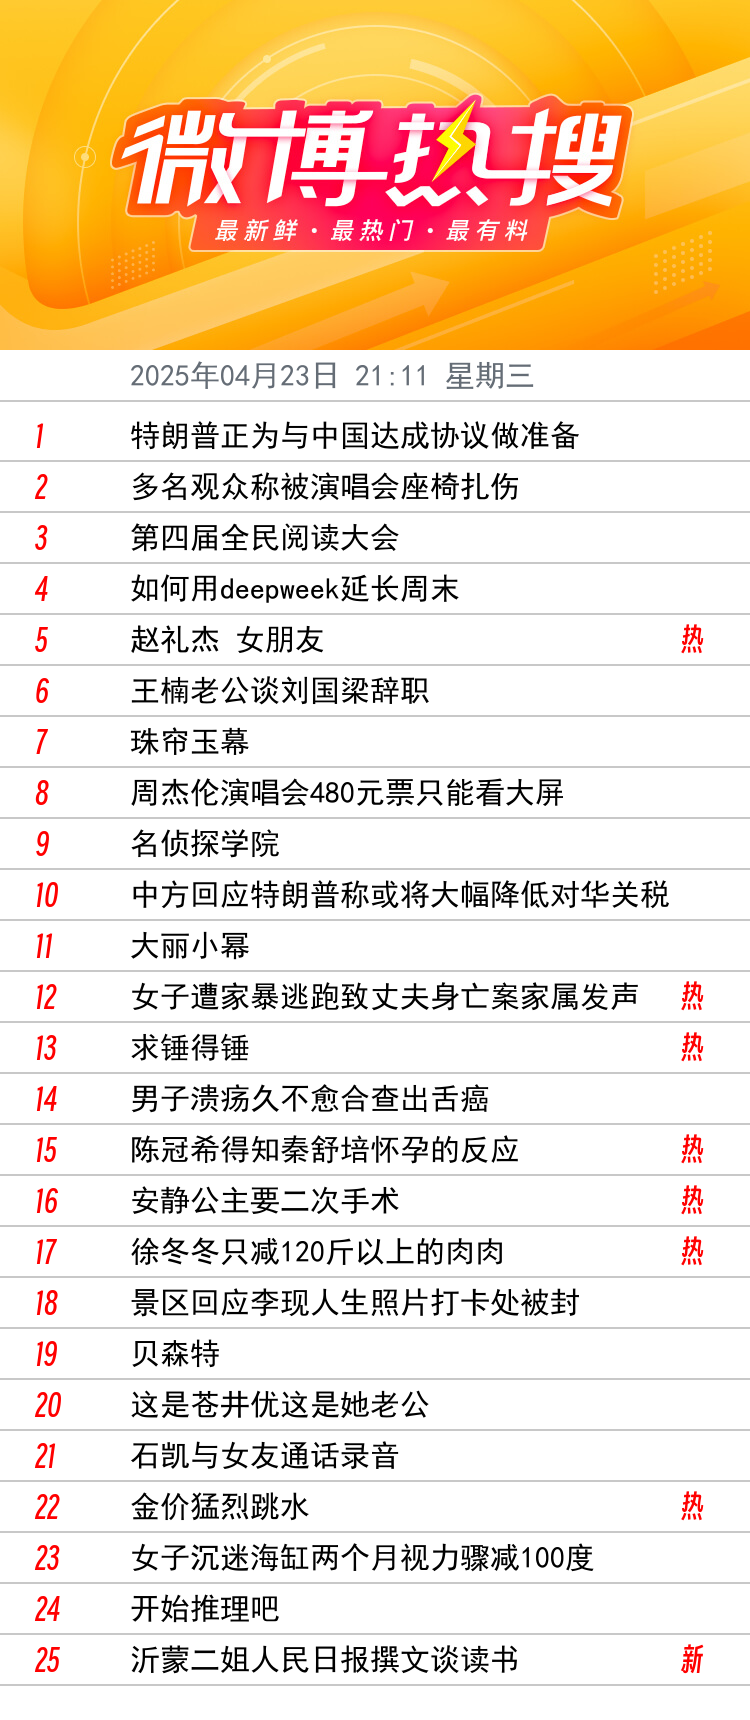 微博热搜
最新鲜·最热门·最有料
2025年04月23日 21:11 星期三
1 特朗普正为与中国达成协议做准备
2 多名观众称被演唱会座椅扎伤
3 第四届全民阅读大会
4 如何用deepweek延长周末
5 赵礼杰 女朋友 热
6 王楠老公谈刘国梁辞职
7 珠帘玉幕
8 周杰伦演唱会480元票只能看大屏
9 名侦探学院
10 中方回应特朗普称或将大幅降低对华关税
11 大丽小幂
12 女子遭家暴逃跑致丈夫身亡案家属发声 热
13 求锤得锤 热
14 男子溃疡久不愈合查出舌癌
15 陈冠希得知秦舒培怀孕的反应 热
16 安静公主要二次手术 热
17 徐冬冬只减120斤以上的肉肉 热
18 景区回应李现人生照片打卡处被封
19 贝森特
20 这是苍井优这是她老公
21 石凯与女友通话录音
22 金价猛烈跳水 热
23 女子沉迷海缸两个月视力骤减100度
24 开始推理吧
25 沂蒙二姐人民日报撰文谈读书 新